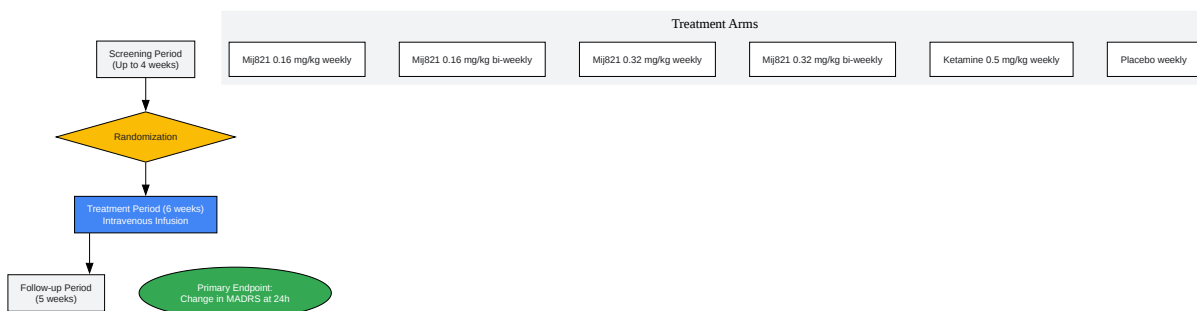 Treatment Arms
Screening Period
(Up to 4 weeks)
Mij821 0.16 mg/kg weekly
Mij821 0.16 mg/kg bi-weekly
Mij821 0.32 mg/kg weekly
Mij821 0.32 mg/kg bi-weekly
Ketamine 0.5 mg/kg weekly
Placebo weekly
Randomization
Treatment Period (6 weeks)
Intravenous Infusion
Follow-up Period
(5 weeks)
Primary Endpoint:
Change in MADRS at 24h